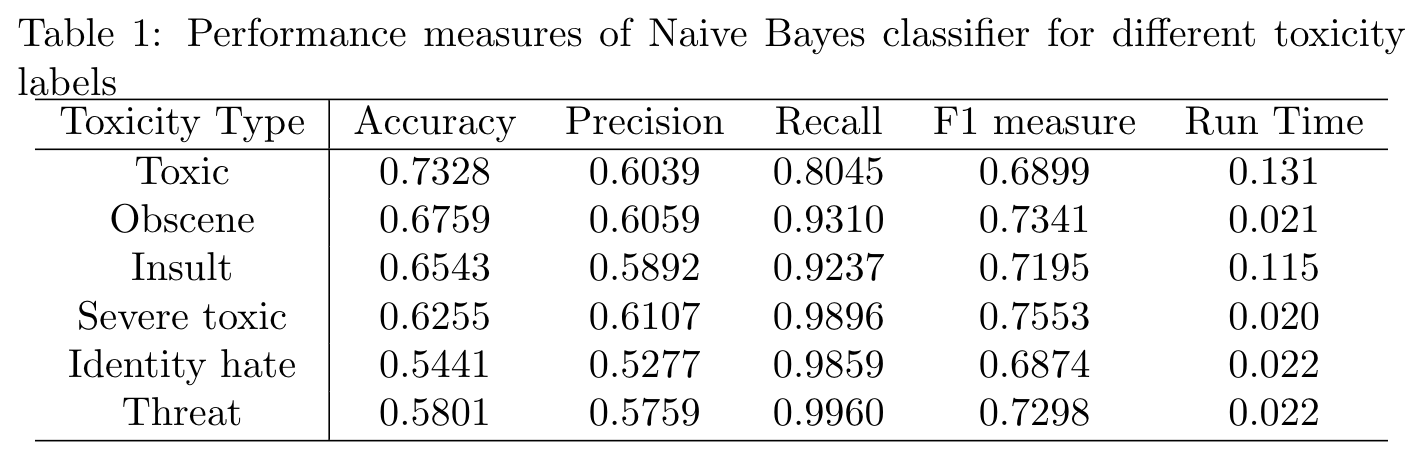 Table 1: Performance measures of Naive Bayes classifier for different toxicity
labels
Toxicity Type Accuracy Precision Recall F1 measure Run Time
Toxic 0.7328 0.6039 0.8045 0.6899 0.131
Obscene 0.6759 0.6059 0.9310 0.7341 0.021
Insult 0.6543 0.5892 0.9237 0.7195 0.115
Severe toxic 0.6255 0.6107 0.9896 0.7553 0.020
Identity hate 0.5441 0.5277 0.9859 0.6874 0.022
Threat 0.5801 0.5759 0.9960 0.7298 0.022